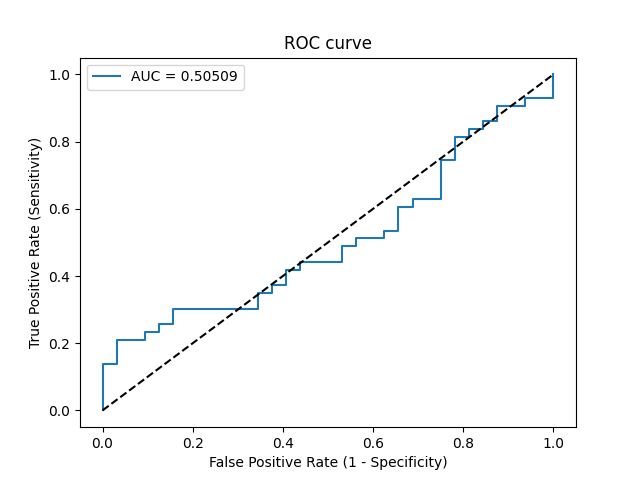 ROC curve
AUC = 0.50509
True Positive Rate (Sensitivity)
1.0
0.8
0.6
0.4
0.2
0.0
0.0 0.2 0.4 0.6 0.8 1.0
False Positive Rate (1 - Specificity)